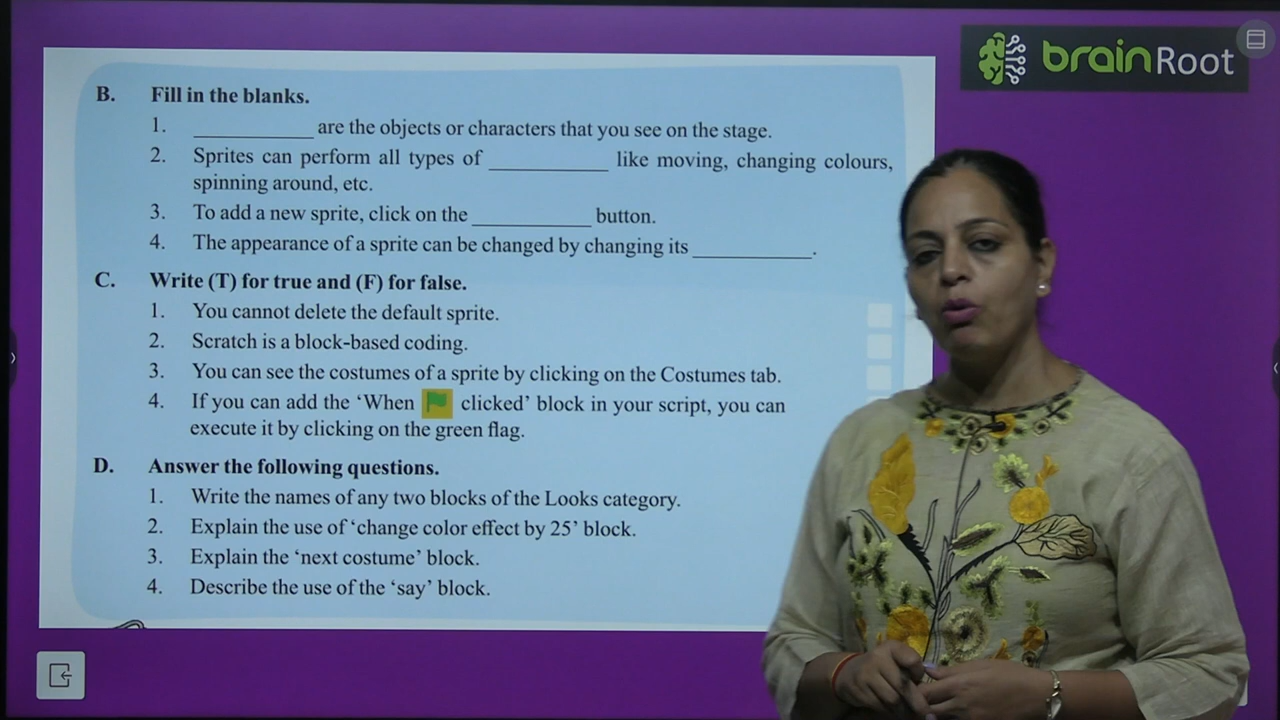 brainRoot
B. Fill in the blanks.
1. ____________ are the objects or characters that you see on the stage.
2. Sprites can perform all types of ____________ like moving, changing colours,
spinning around, etc.
3. To add a new sprite, click on the ____________ button.
4. The appearance of a sprite can be changed by changing its ____________.
C. Write (T) for true and (F) for false.
1. You cannot delete the default sprite.
2. Scratch is a block-based coding.
3. You can see the costumes of a sprite by clicking on the Costumes tab.
4. If you can add the ‘When clicked’ block in your script, you can
execute it by clicking on the green flag.
D. Answer the following questions.
1. Write the names of any two blocks of the Looks category.
2. Explain the use of ‘change color effect by 25’ block.
3. Explain the ‘next costume’ block.
4. Describe the use of the ‘say’ block.